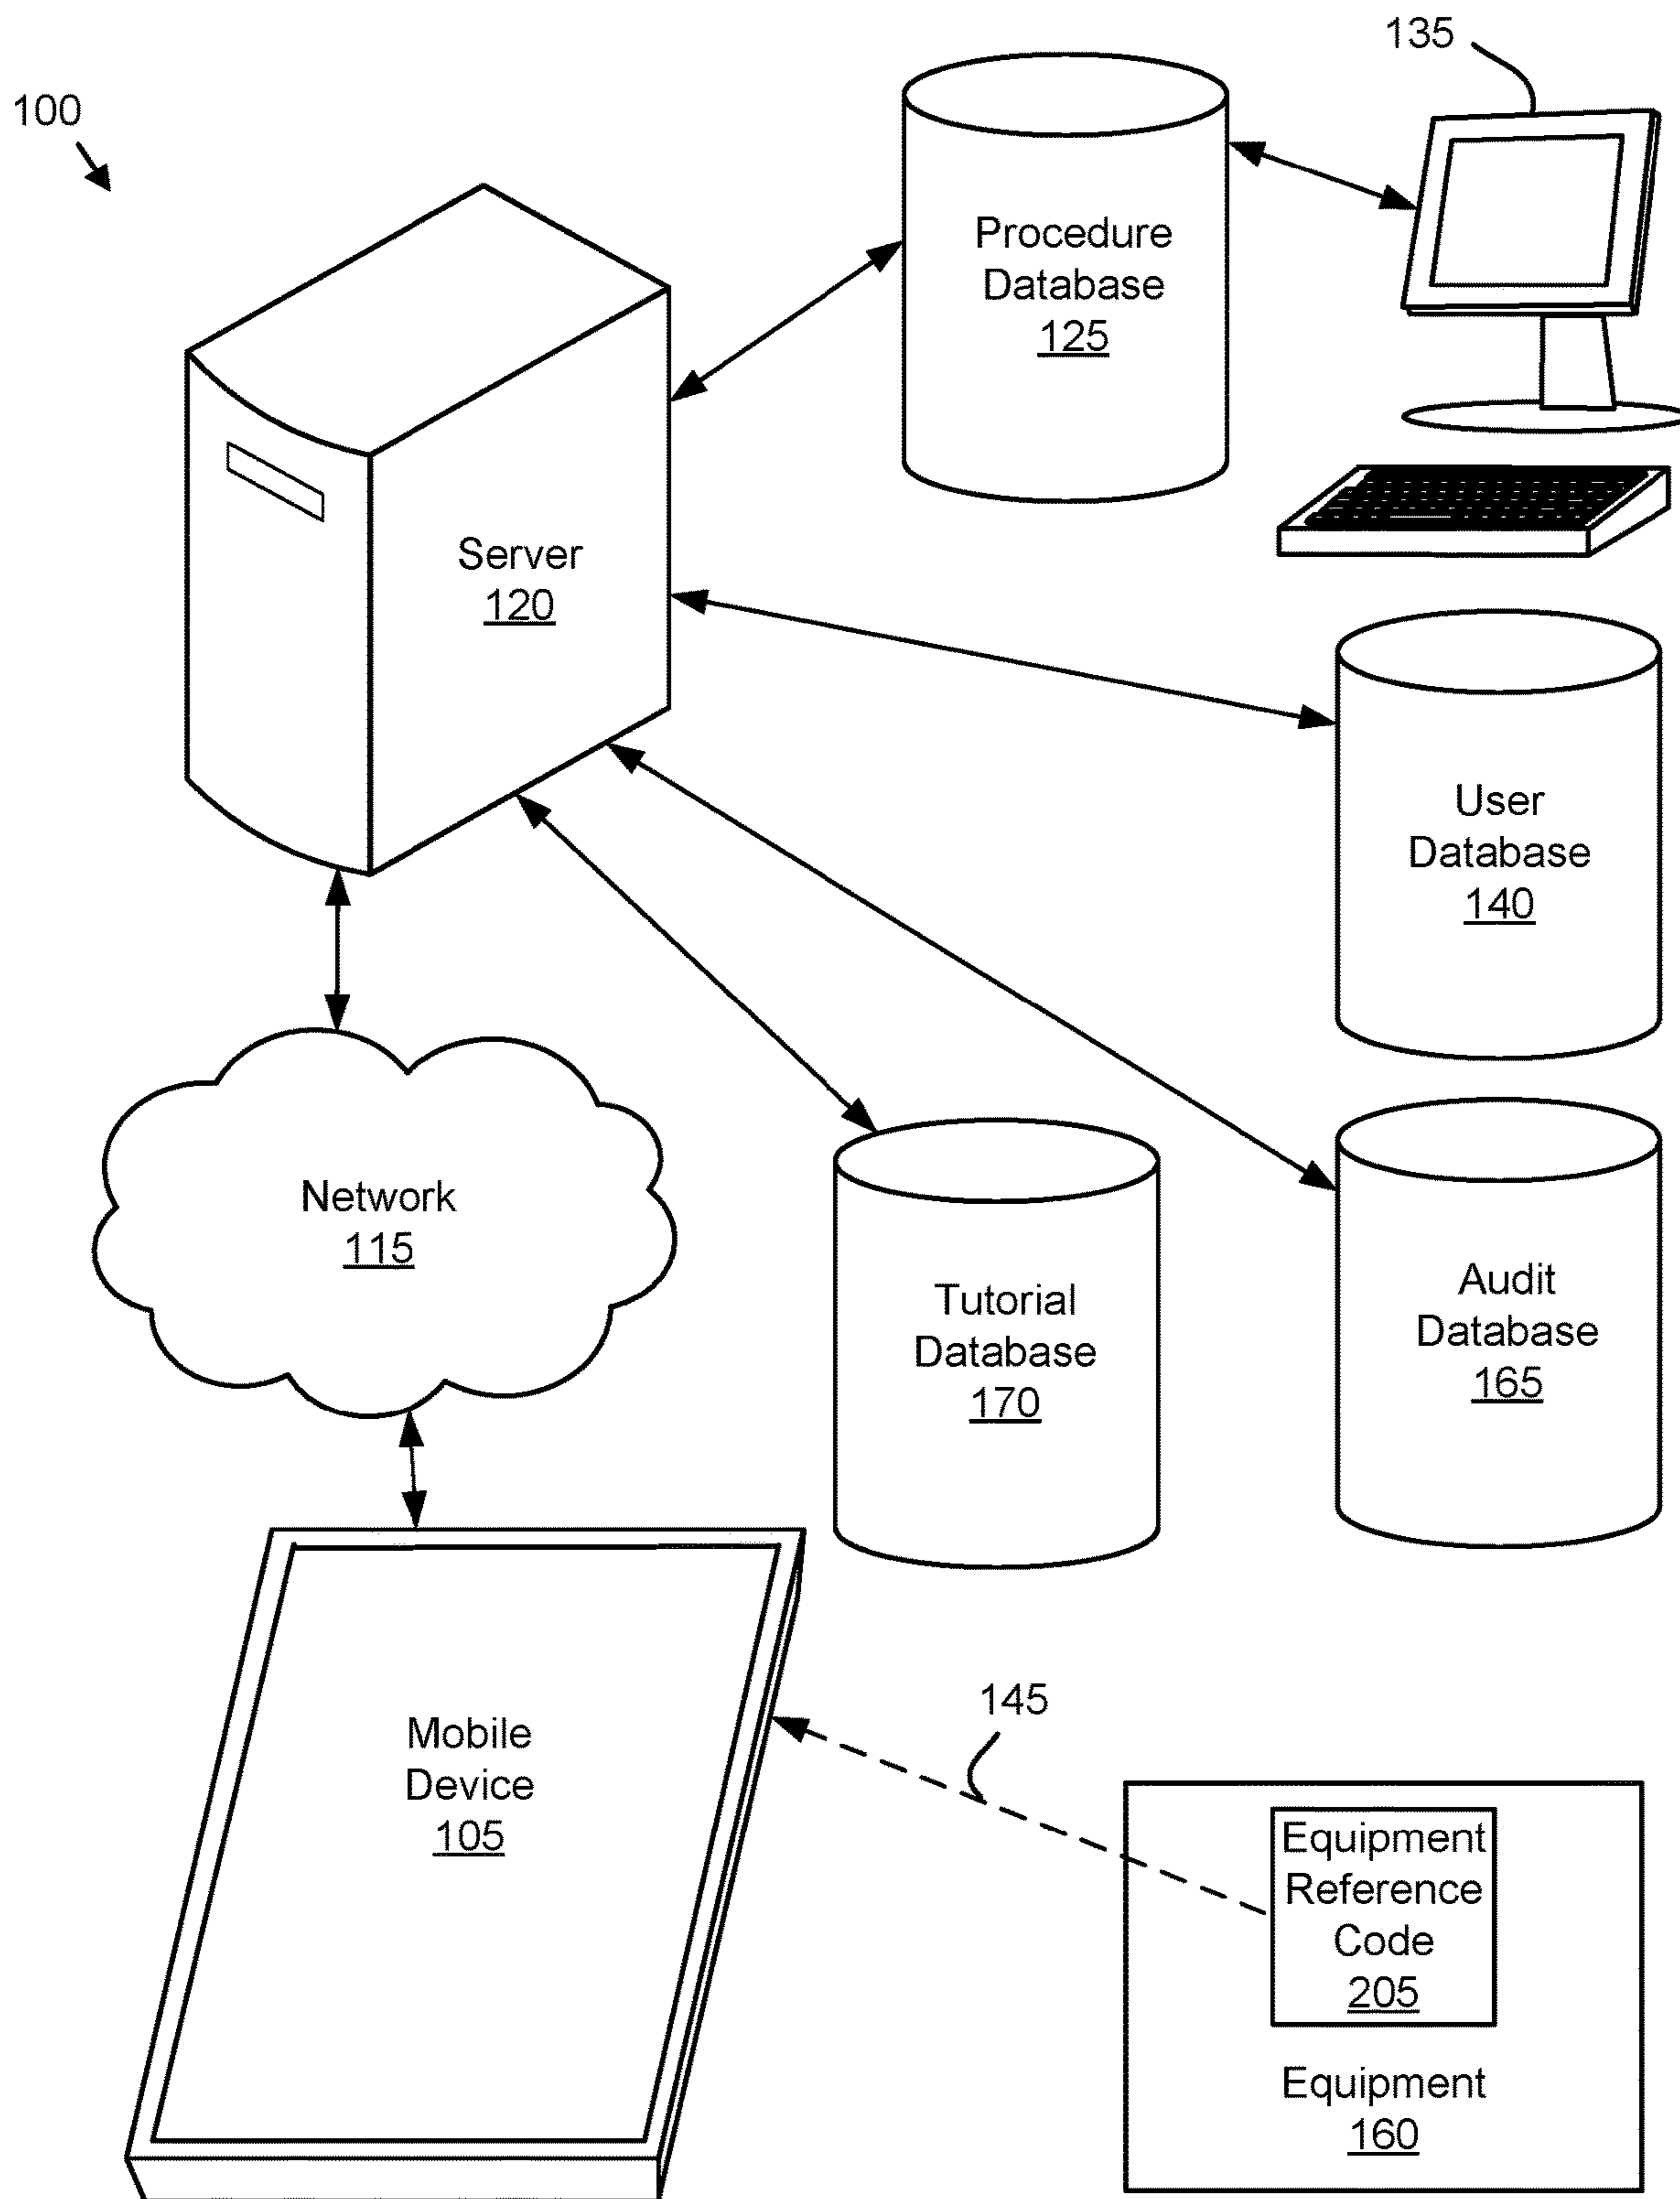 135
100
Procedure
Database
125
Server
120
User
Database
140
Network
115
Tutorial
Database
170
Audit
Database
165
145
Mobile
Device
105
Equipment
Reference
Code
205
Equipment
160